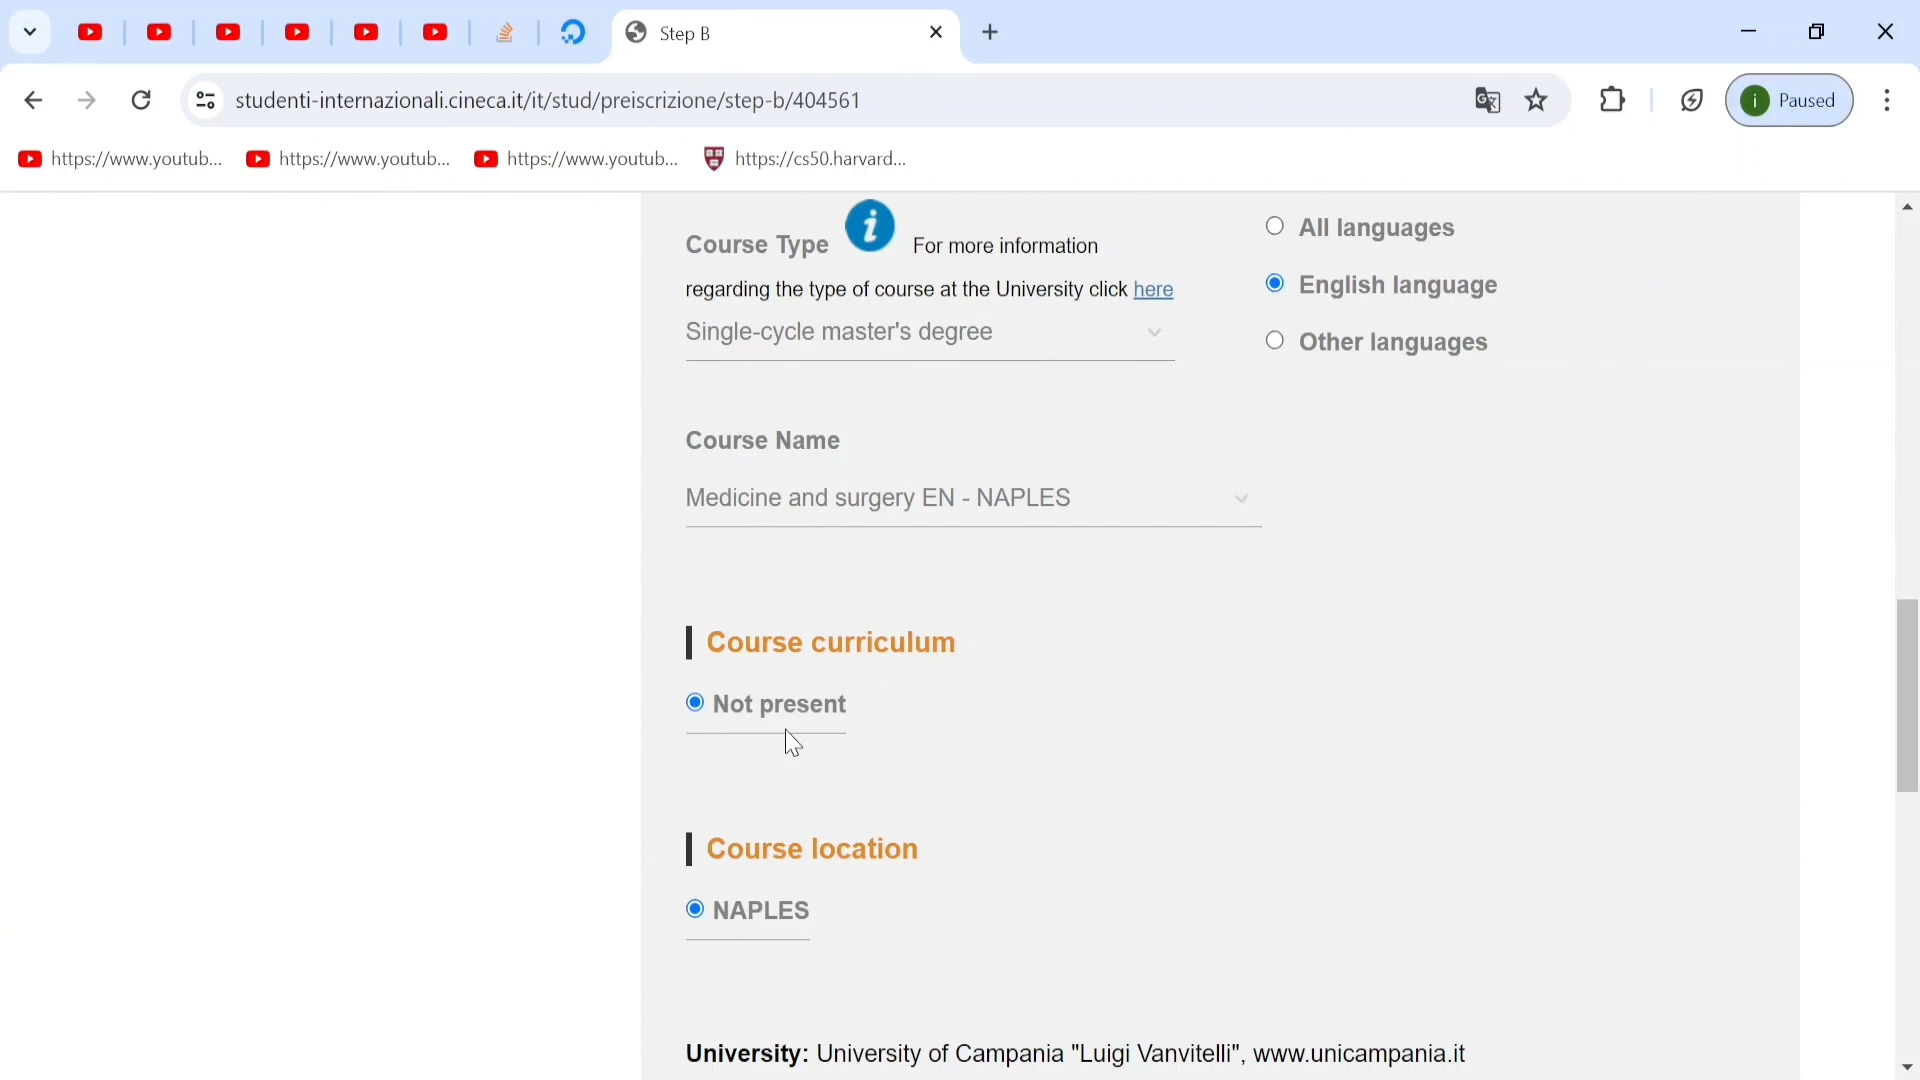 Step B
studenti-internazionali.cineca.it/it/stud/preiscrizione/step-b/404561
i Paused
https://www.youtub...
https://www.youtub...
https://www.youtub...
https://cs50.harvard...
Course Type
For more information
regarding the type of course at the University click here
Single-cycle master's degree
All languages
English language
Other languages
Course Name
Medicine and surgery EN - NAPLES
Course curriculum
Not present
Course location
NAPLES
University: University of Campania "Luigi Vanvitelli", www.unicampania.it